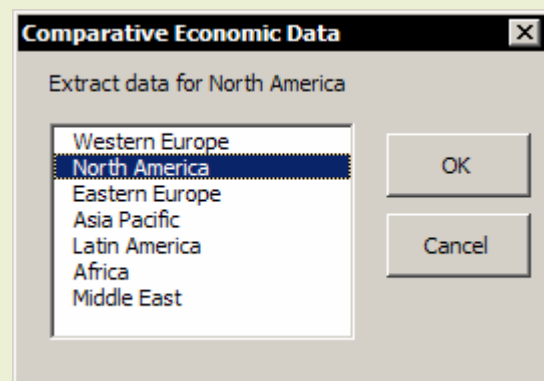 Comparative Economic Data
Extract data for North America
Western Europe
North America
Eastern Europe
Asia Pacific
Latin America
Africa
Middle East
OK
Cancel